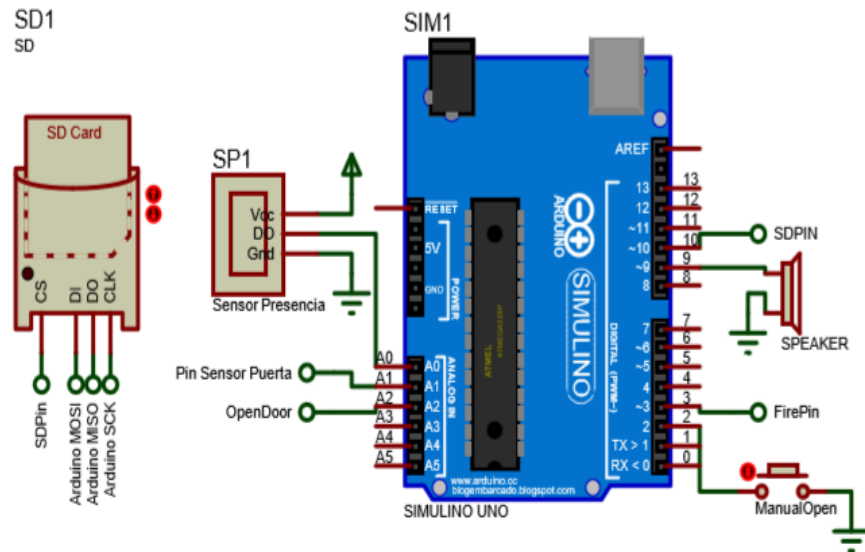 SD1
SD
SD Card
CS
DI
DO
CLK
SDPin
Arduino MOSI
Arduino MISO
Arduino SCK
SP1
Vcc
DO
Gnd
Sensor Presencia
Pin Sensor Puerta
OpenDoor
SIM1
RESET
5V
GND
POWER
A0
A1
A2
A3
A4
A5
A0
A1
A2
A3
A4
A5
ANALOG IN
ATMEL
ATMEGA328P
ARDUINO
SIMULINO
DIGITAL (PWM~)
AREF
13
12
~11
~10
~9
8
7
~6
~5
4
~3
2
TX > 1
RX < 0
13
12
11
10
9
8
7
6
5
4
3
2
1
0
www.arduino.cc
blogembarcado.blogspot.com
SIMULINO UNO
SDPIN
SPEAKER
FirePin
ManualOpen